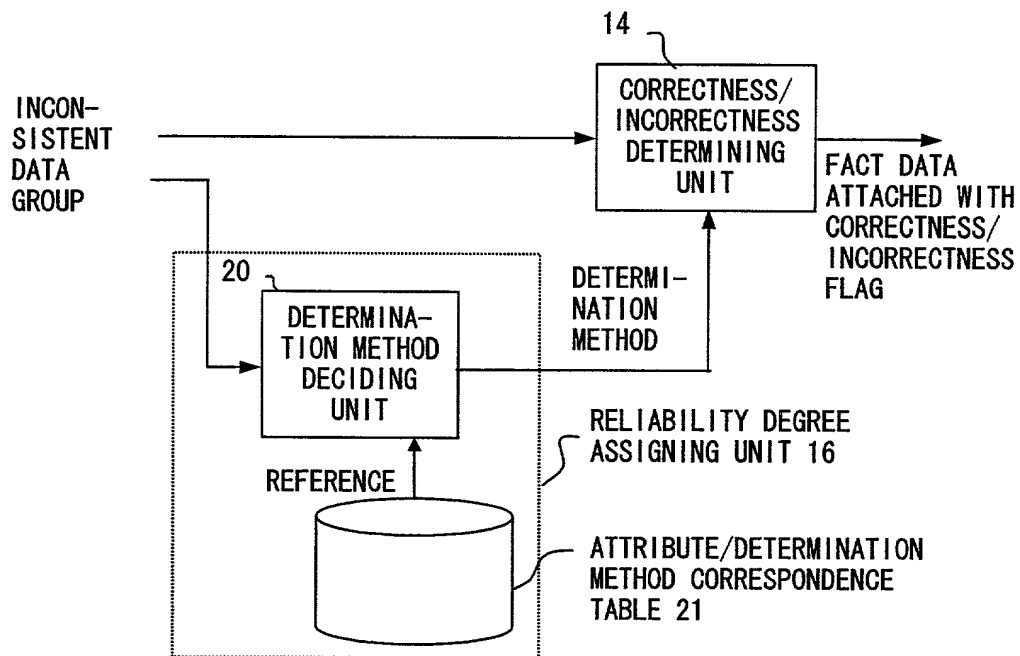 14
CORRECTNESS/
INCORRECTNESS
DETERMINING
UNIT
INCON-
SISTENT
DATA
GROUP
FACT DATA
ATTACHED WITH
CORRECTNESS/
INCORRECTNESS
FLAG
20
DETERMINA-
TION METHOD
DECIDING
UNIT
DETERMI-
NATION
METHOD
REFERENCE
RELIABILITY DEGREE
ASSIGNING UNIT 16
ATTRIBUTE/DETERMINATION
METHOD CORRESPONDENCE
TABLE 21